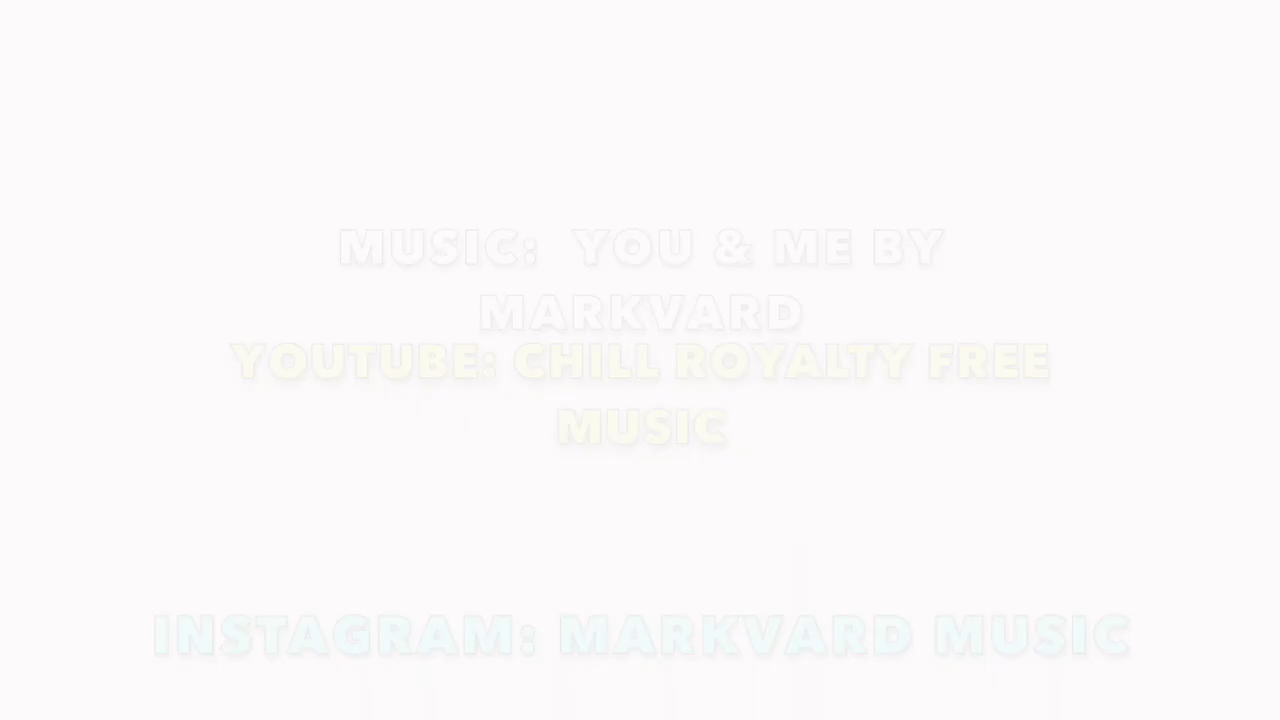 MUSIC:  YOU & ME BY
MARKVARD
YOUTUBE: CHILL ROYALTY FREE
MUSIC
INSTAGRAM: MARKVARD MUSIC